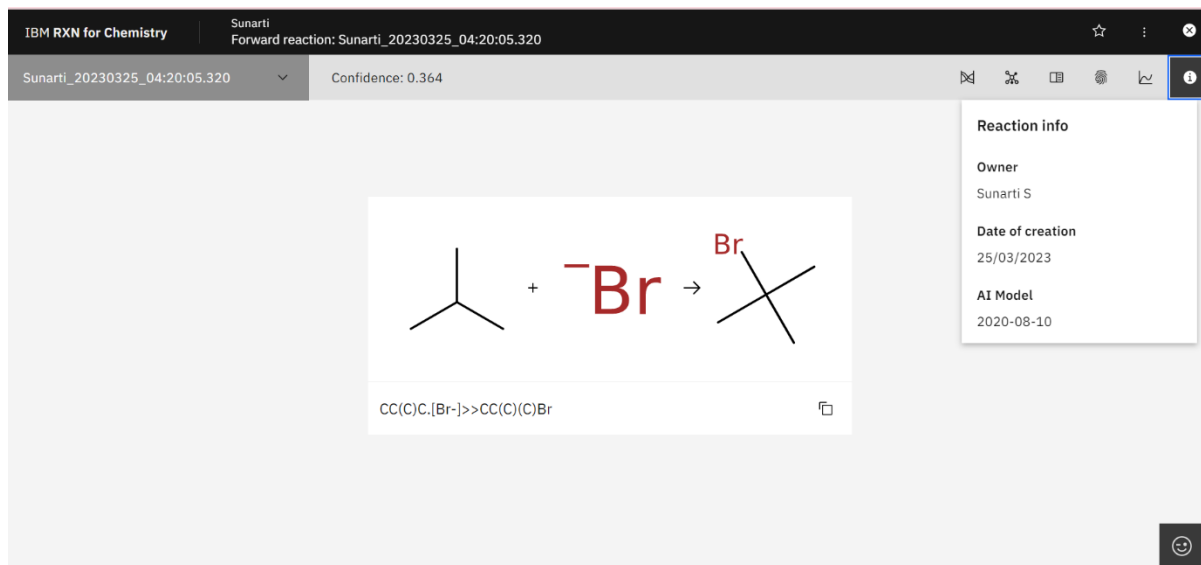 IBM RXN for Chemistry
Sunarti
Forward reaction: Sunarti_20230325_04:20:05.320
Sunarti_20230325_04:20:05.320
Confidence: 0.364
Reaction info
Owner
Sunarti S
Date of creation
25/03/2023
AI Model
2020-08-10
+ ⁻Br → Br
CC(C)C.[Br-]>>CC(C)(C)Br